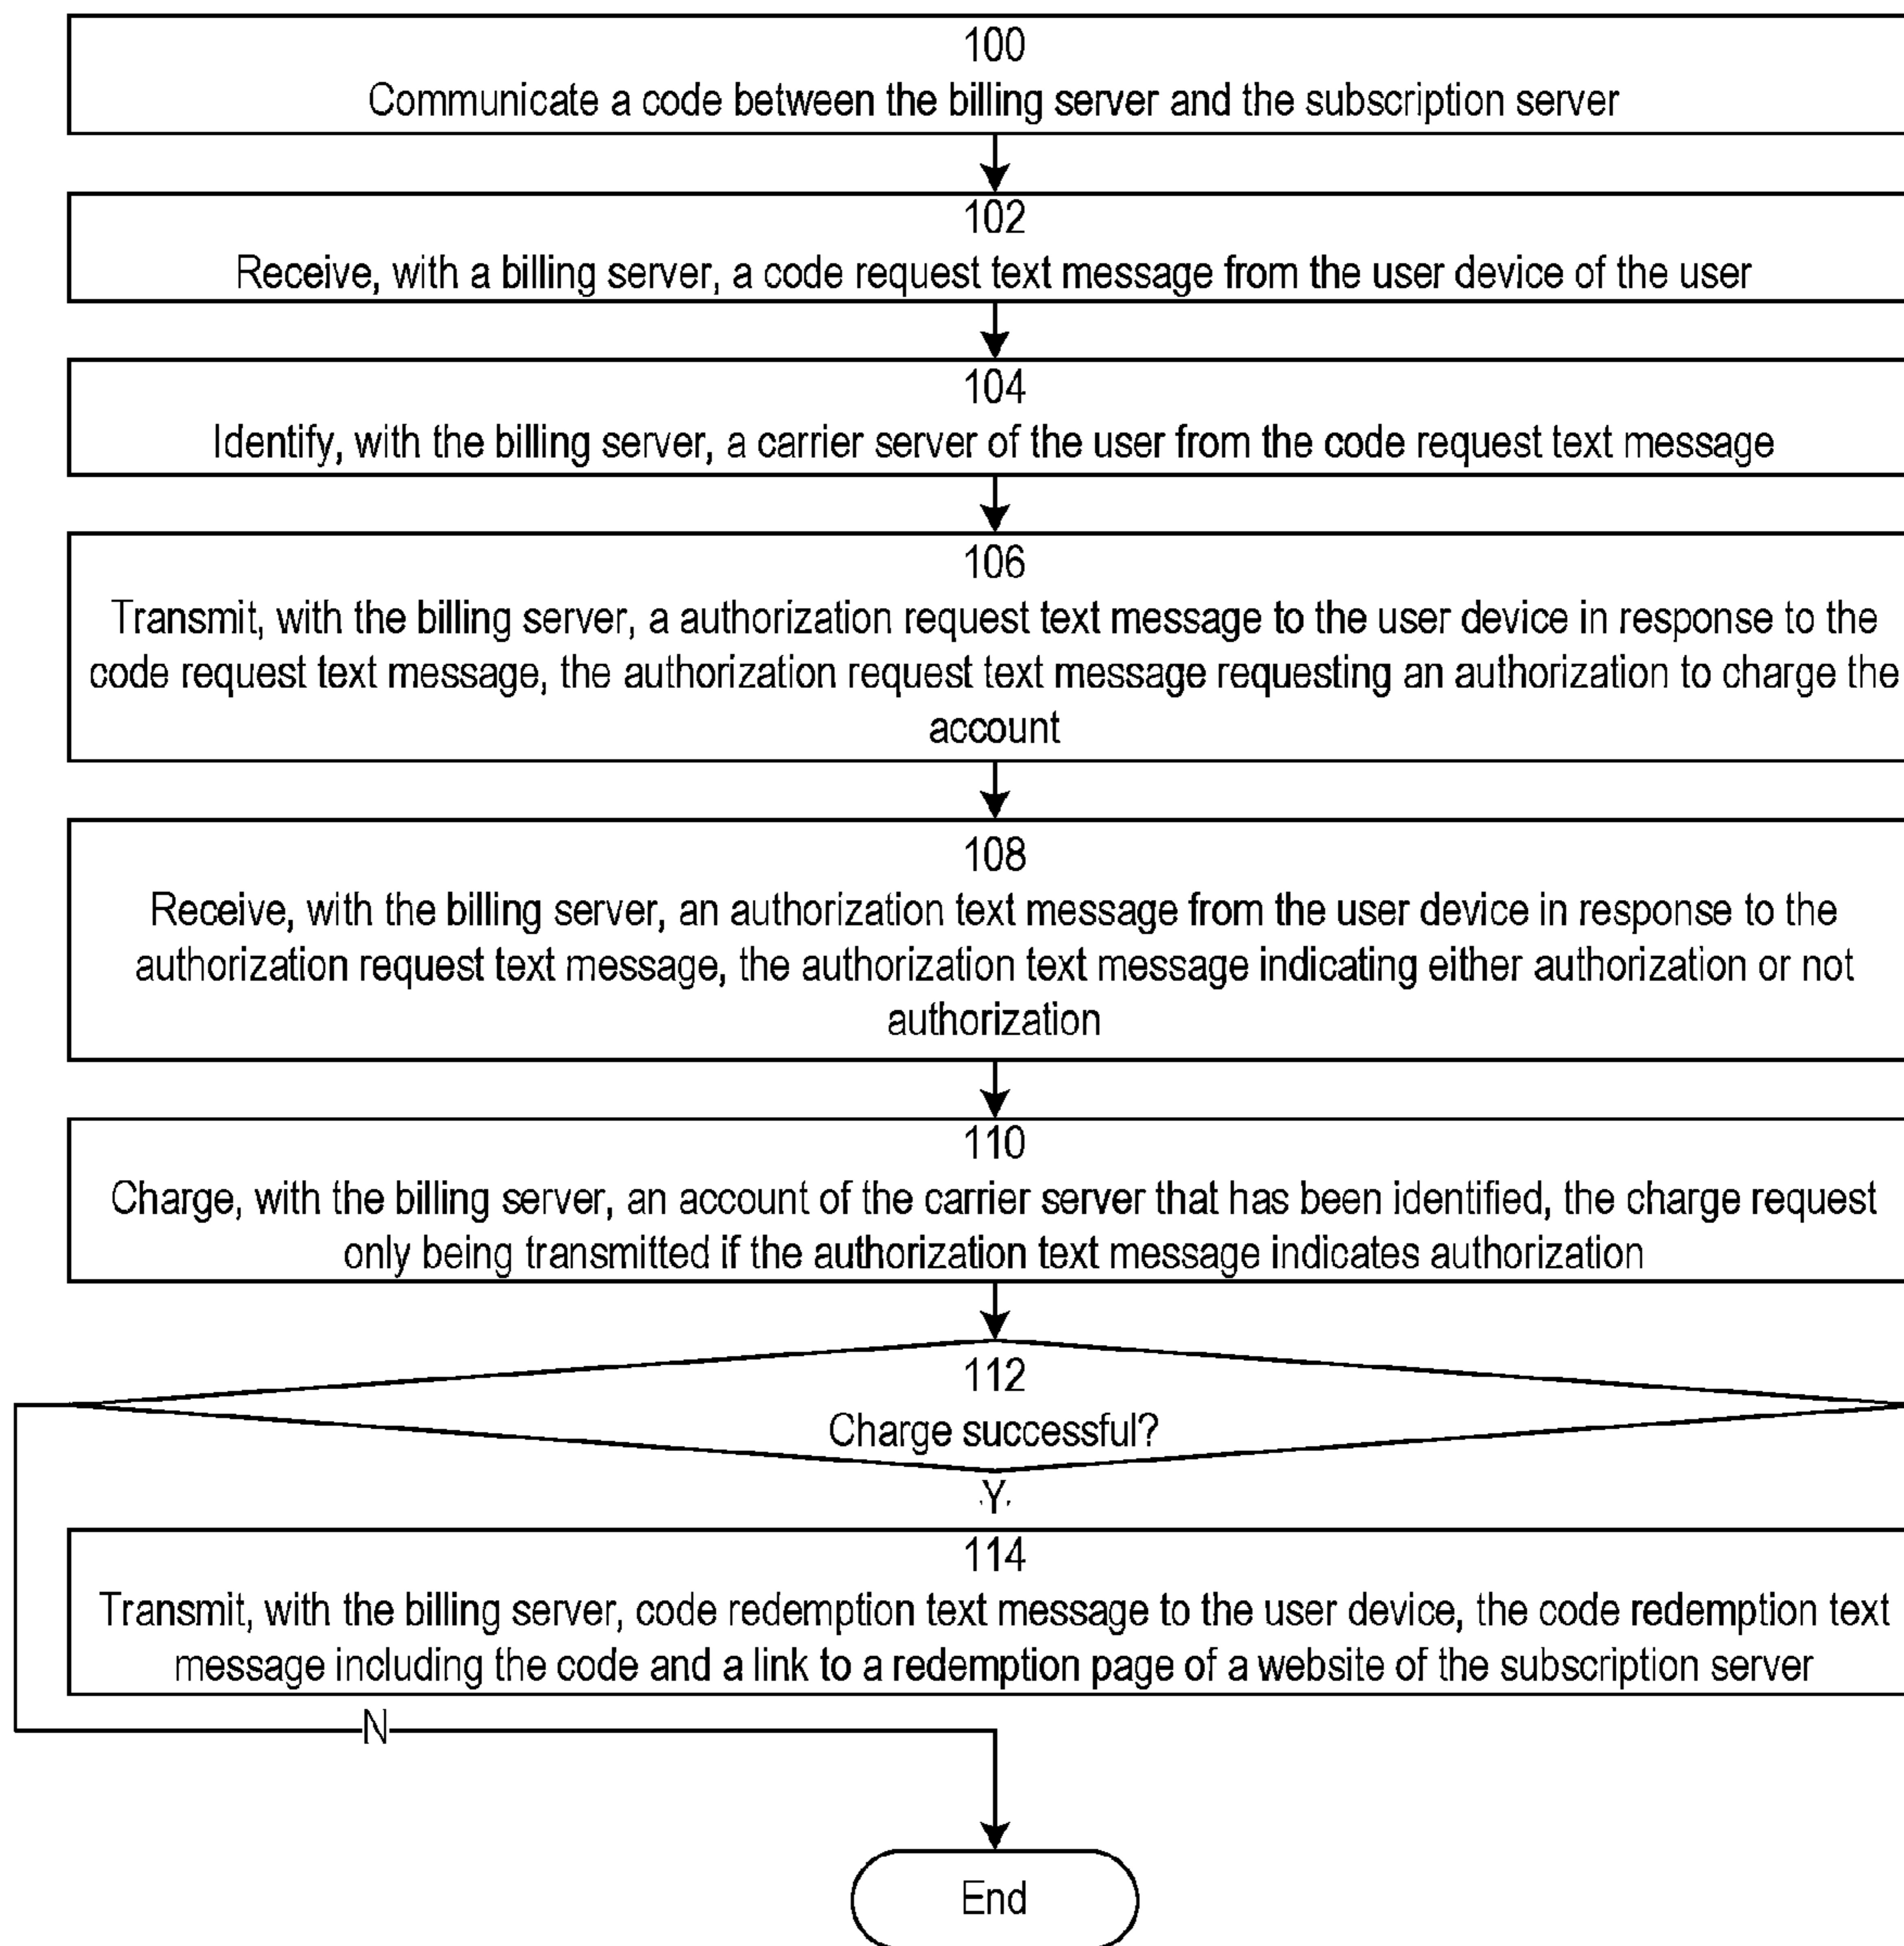 100
Communicate a code between the billing server and the subscription server
102
Receive, with a billing server, a code request text message from the user device of the user
104
Identify, with the billing server, a carrier server of the user from the code request text message
106
Transmit, with the billing server, a authorization request text message to the user device in response to the
code request text message, the authorization request text message requesting an authorization to charge the
account
108
Receive, with the billing server, an authorization text message from the user device in response to the
authorization request text message, the authorization text message indicating either authorization or not
authorization
110
Charge, with the billing server, an account of the carrier server that has been identified, the charge request
only being transmitted if the authorization text message indicates authorization
112
Charge successful?
Y
114
Transmit, with the billing server, code redemption text message to the user device, the code redemption text
message including the code and a link to a redemption page of a website of the subscription server
N
End